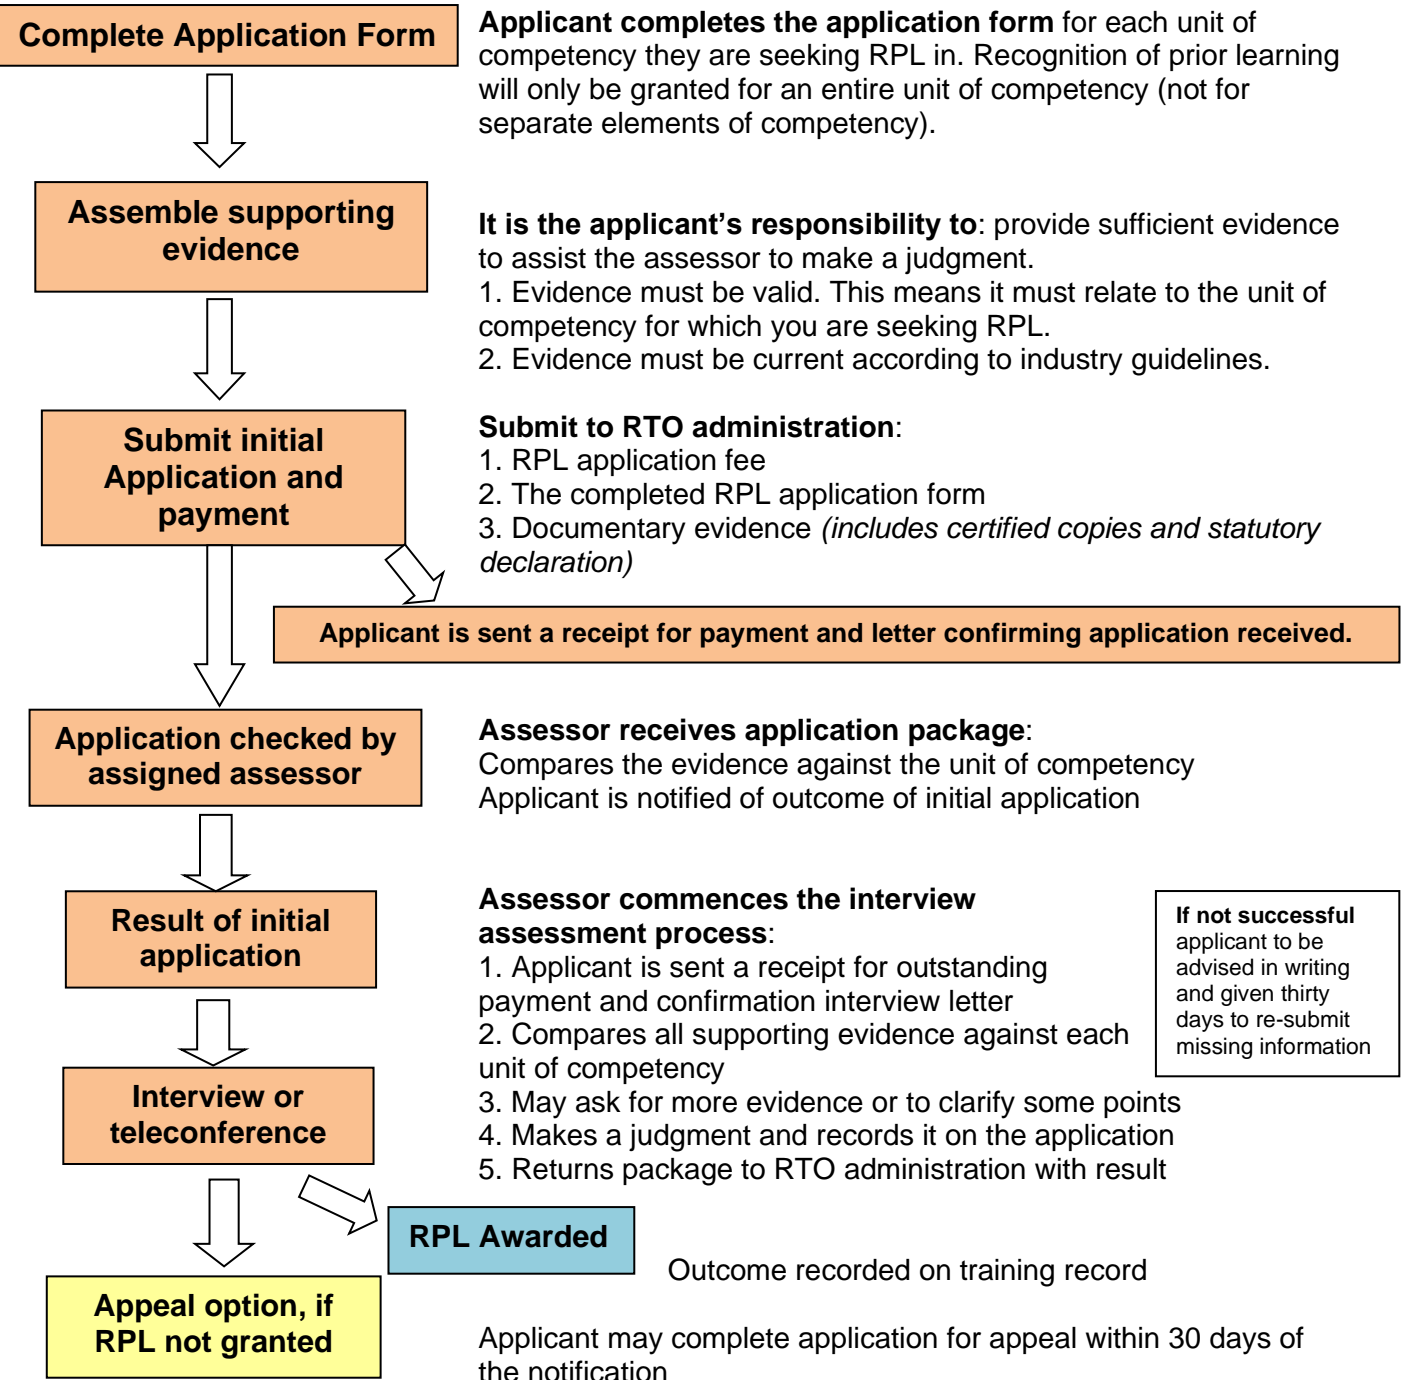 Complete Application Form
Applicant completes the application form for each unit of
competency they are seeking RPL in. Recognition of prior learning
will only be granted for an entire unit of competency (not for
separate elements of competency).
Assemble supporting
evidence
It is the applicant’s responsibility to: provide sufficient evidence
to assist the assessor to make a judgment.
1. Evidence must be valid. This means it must relate to the unit of
competency for which you are seeking RPL.
2. Evidence must be current according to industry guidelines.
Submit initial
Application and
payment
Submit to RTO administration:
1. RPL application fee
2. The completed RPL application form
3. Documentary evidence (includes certified copies and statutory
declaration)
Applicant is sent a receipt for payment and letter confirming application received.
Application checked by
assigned assessor
Assessor receives application package:
Compares the evidence against the unit of competency
Applicant is notified of outcome of initial application
Result of initial
application
Assessor commences the interview
assessment process:
1. Applicant is sent a receipt for outstanding
payment and confirmation interview letter
2. Compares all supporting evidence against each
unit of competency
3. May ask for more evidence or to clarify some points
4. Makes a judgment and records it on the application
5. Returns package to RTO administration with result
If not successful
applicant to be
advised in writing
and given thirty
days to re-submit
missing information
Interview or
teleconference
RPL Awarded
Outcome recorded on training record
Appeal option, if
RPL not granted
Applicant may complete application for appeal within 30 days of
the notification